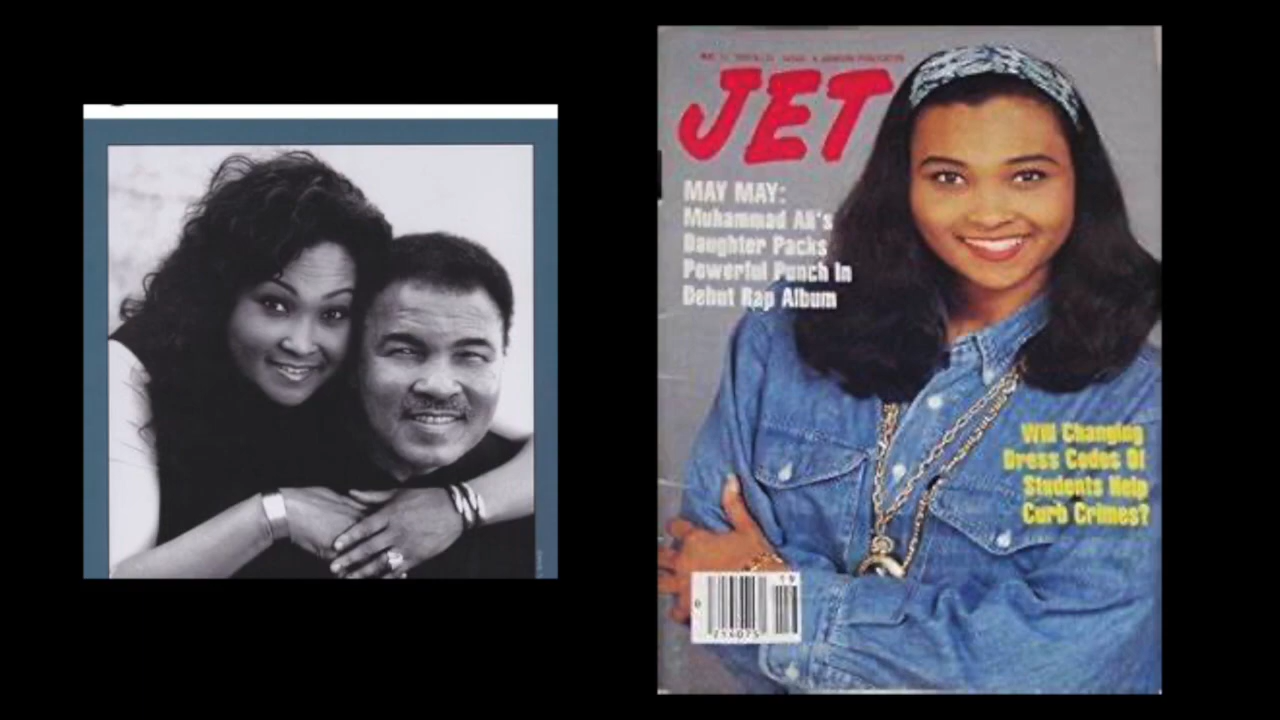 JET
MAY MAY:
Muhammad Ali's
Daughter Packs
Powerful Punch In
Debut Rap Album
Will Changing
Dress Codes Of
Students Help
Curb Crimes?